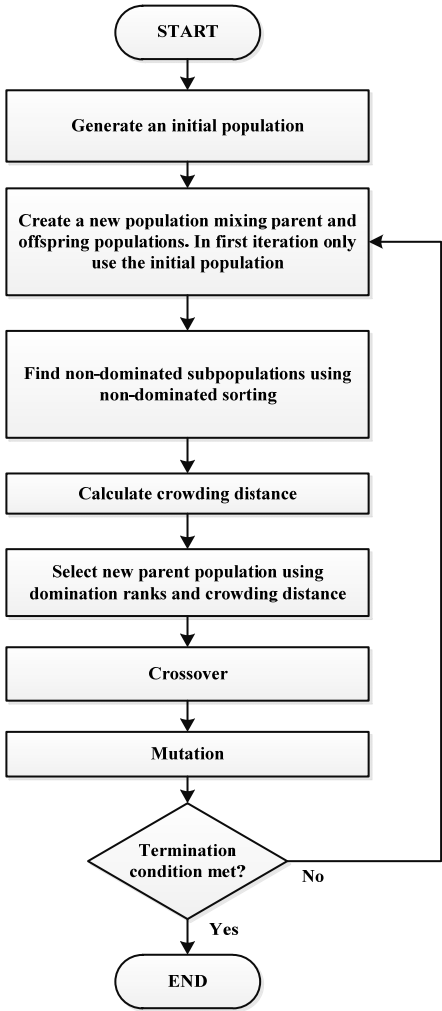 START
Generate an initial population
Create a new population mixing parent and
offspring populations. In first iteration only
use the initial population
Find non-dominated subpopulations using
non-dominated sorting
Calculate crowding distance
Select new parent population using
domination ranks and crowding distance
Crossover
Mutation
Termination
condition met?
No
Yes
END